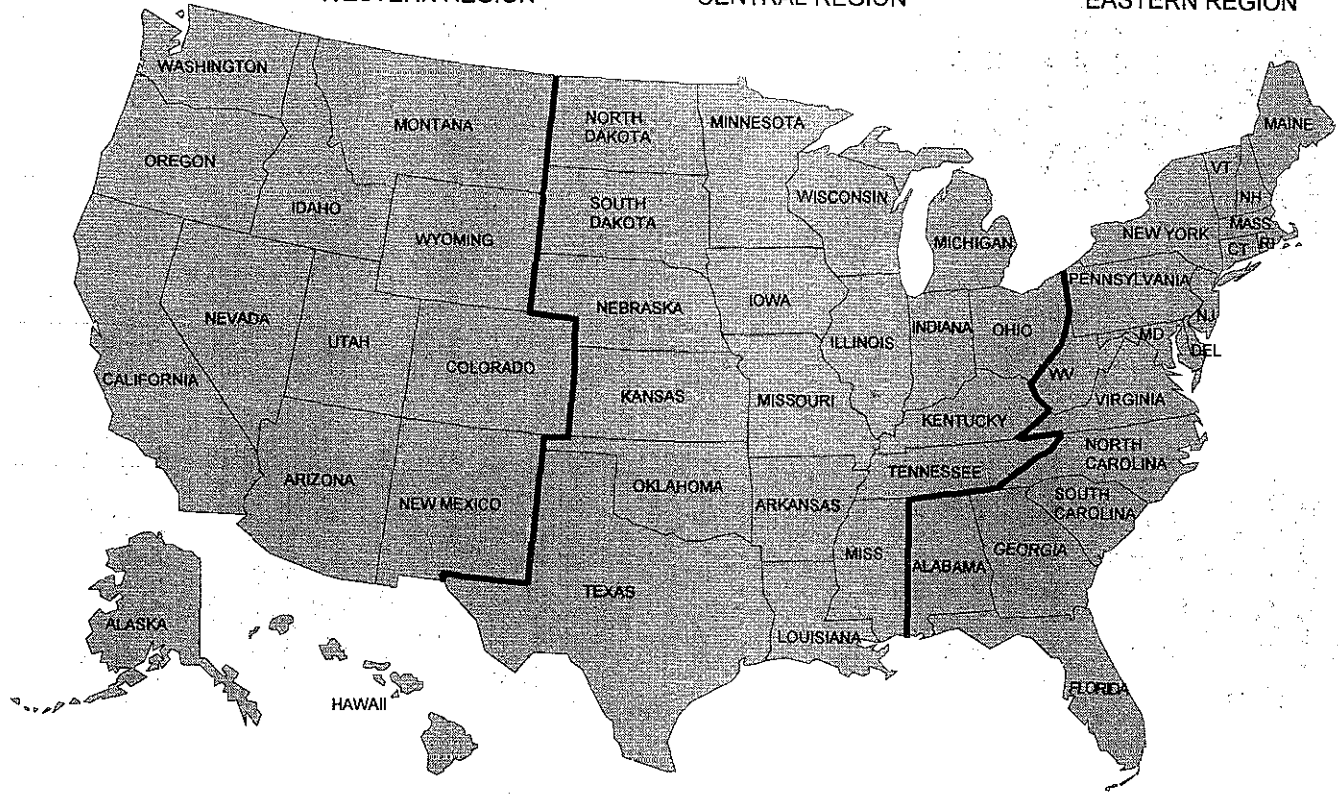 WESTERN REGION
CENTRAL REGION
EASTERN REGION
WASHINGTON
MONTANA
NORTH
DAKOTA
MINNESOTA
MAINE
OREGON
IDAHO
SOUTH
DAKOTA
WISCONSIN
VT
NH
WYOMING
MICHIGAN
NEW YORK
MASS
CT
RI
NEVADA
UTAH
COLORADO
NEBRASKA
IOWA
ILLINOIS
INDIANA
OHIO
PENNSYLVANIA
NJ
MD
DEL
CALIFORNIA
KANSAS
MISSOURI
WV
VIRGINIA
KENTUCKY
ARIZONA
NEW MEXICO
OKLAHOMA
ARKANSAS
TENNESSEE
NORTH
CAROLINA
SOUTH
CAROLINA
TEXAS
MISS
ALABAMA
GEORGIA
ALASKA
HAWAII
LOUISIANA
FLORIDA